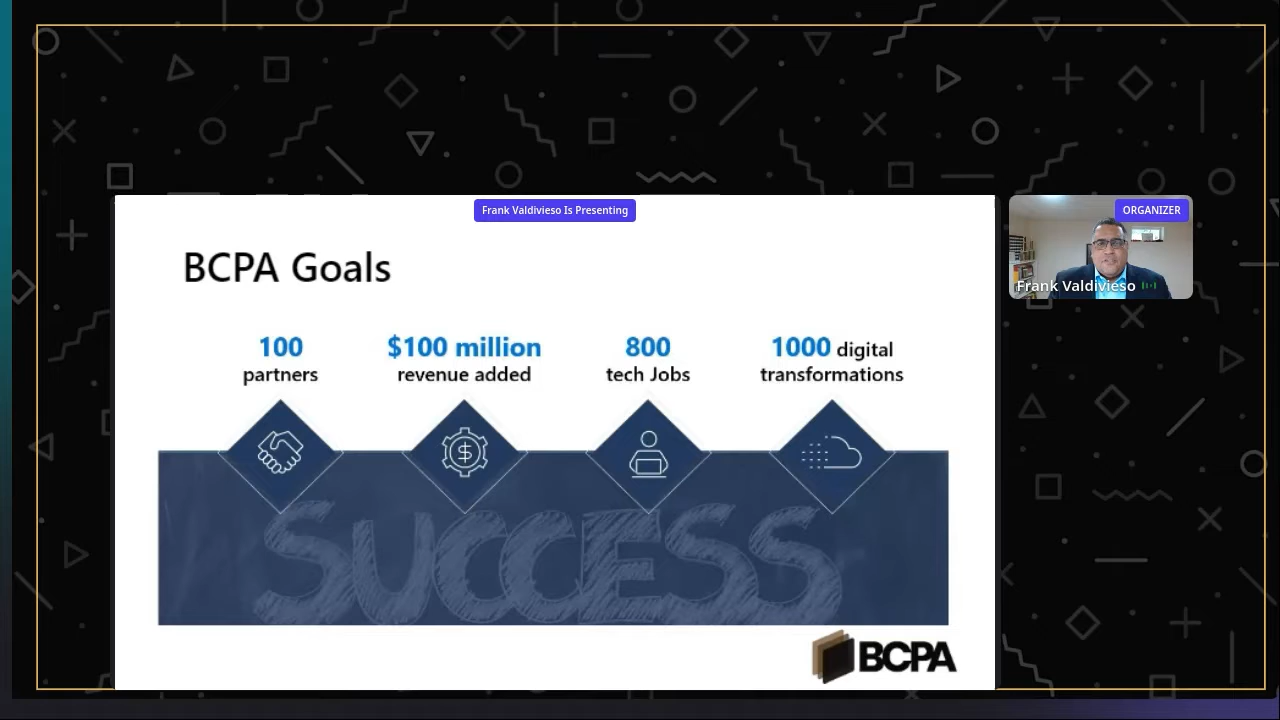 Frank Valdivieso Is Presenting
ORGANIZER
Frank Valdivieso
BCPA Goals
100
partners
$100 million
revenue added
800
tech Jobs
1000 digital
transformations
SUCCESS
BCPA